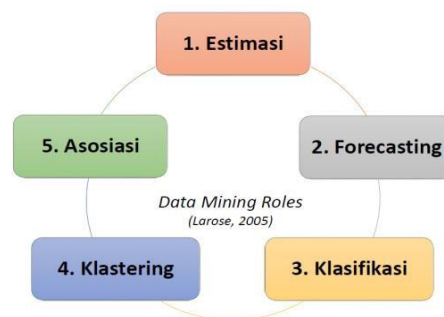 1. Estimasi
2. Forecasting
3. Klasifikasi
4. Klastering
5. Asosiasi
Data Mining Roles
(Larose, 2005)